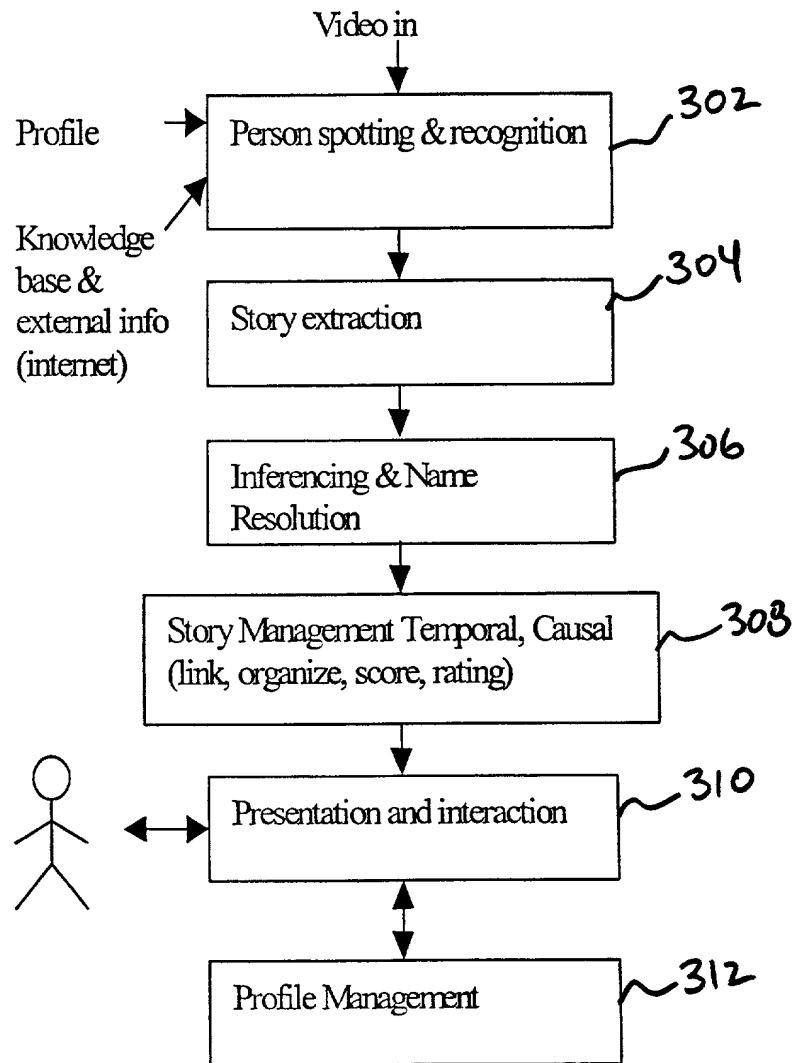 Video in
302
Profile
Person spotting & recognition
Knowledge
base &
external info
(internet)
304
Story extraction
306
Inferencing & Name
Resolution
308
Story Management Temporal, Causal
(link, organize, score, rating)
310
Presentation and interaction
312
Profile Management